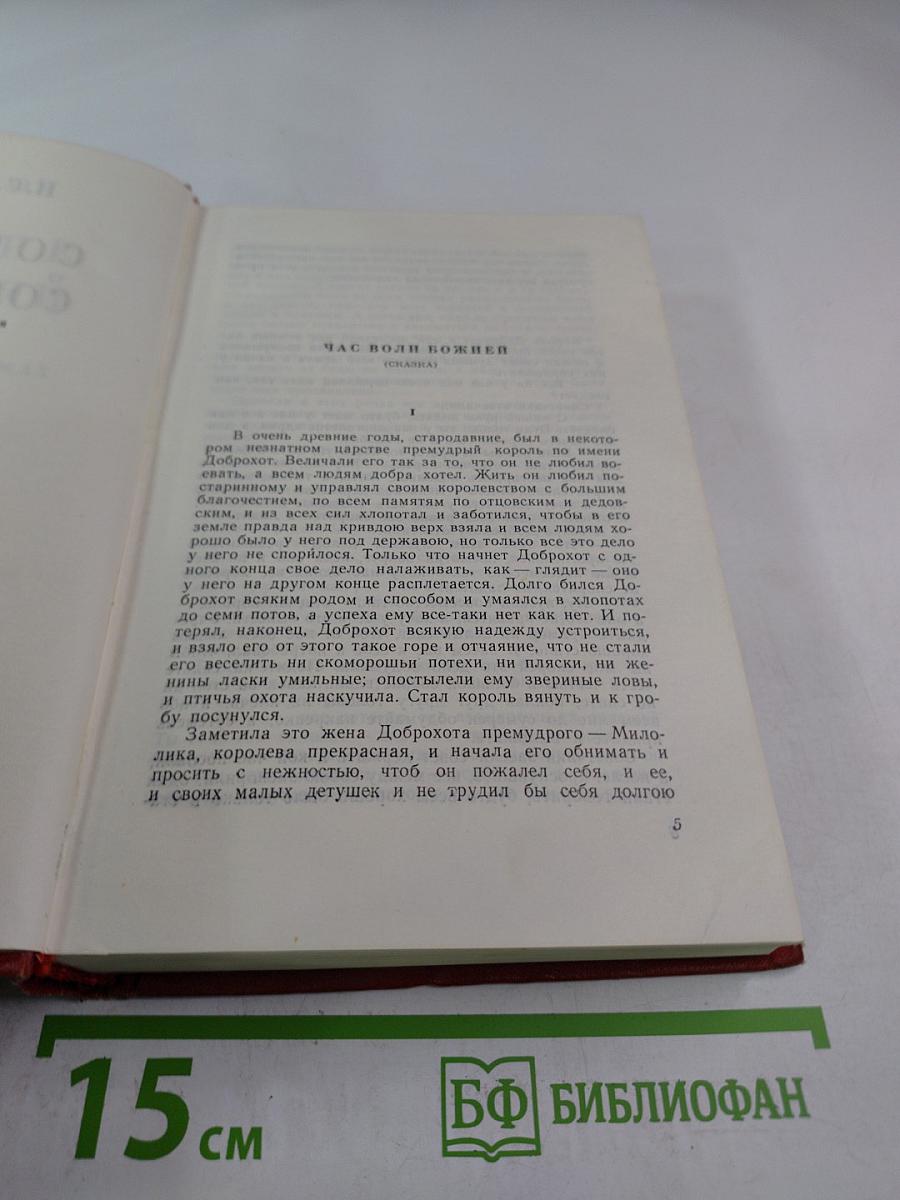 ЧАС ВОЛИ БОЖИЕЙ
(СКАЗКА)
I
В очень древние годы, стародавние, был в некото-
ром незнатном царстве премудрый король по имени
Доброхот. Величали его так за то, что он не любил во-
евать, а всем людям добра хотел. Жить он любил по-
старинному и управлял своим королевством с большим
благочестием, по всем памятям по отцовским и дедов-
ским, и из всех сил хлопотал и заботился, чтобы в его
земле правда над кривдою верх взяла и всем людям хо-
рошо было у него под державою, но только все это дело
у него не спори́лося. Только что начнет Доброхот с од-
ного конца свое дело налаживать, как — глядит — оно
у него на другом конце расплетается. Долго бился До-
брохот всяким родом и способом и умаялся в хлопотах
до семи потов, а успеха ему все-таки нет как нет. И по-
терял, наконец, Доброхот всякую надежду устроиться,
и взяло его от этого такое горе и отчаяние, что не стали
его веселить ни скоморошьи потехи, ни пляски, ни же-
нины ласки умильные; опостылели ему звериные ловы,
и птичья охота наскучила. Стал король вянуть и к гро-
бу посунулся.
Заметила это жена Доброхота премудрого — Мило-
лика, королева прекрасная, и начала его обнимать и
просить с нежностью, чтоб он пожалел себя, и ее,
и своих малых детушек и не трудил бы себя долгою
5
15 см
БФ БИБЛИОФАН